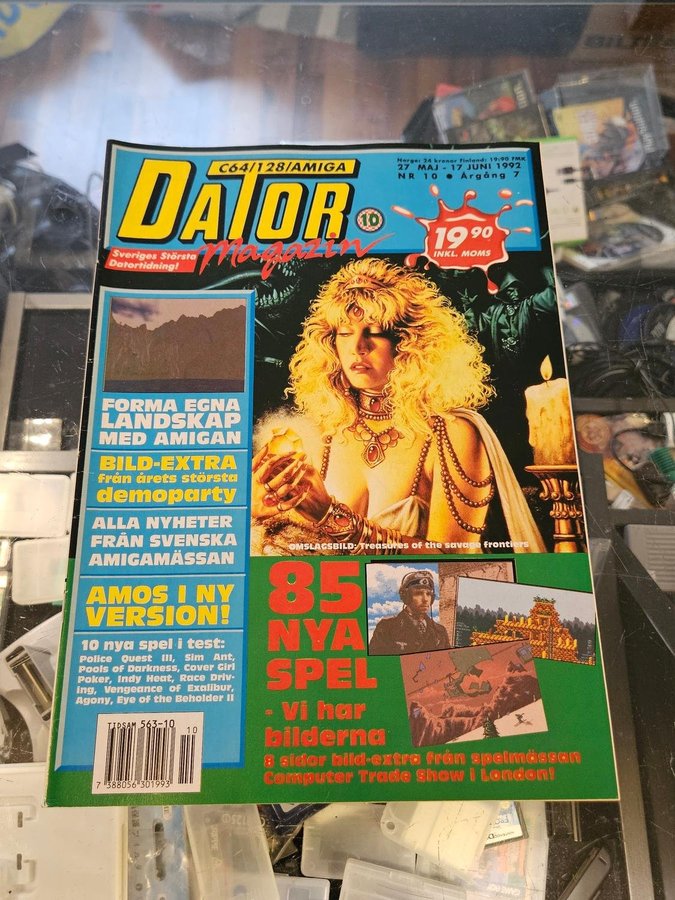 C64/128/AMIGA
DATOR
Magazin
10
Sveriges Största
Datortidning!
Norge: 24 kronor Finland: 19:90 FMK
27 MAJ - 17 JUNI 1992
NR 10 ● Årgång 7
19 90
INKL. MOMS
FORMA EGNA
LANDSKAP
MED AMIGAN
BILD-EXTRA
från årets största
demoparty
ALLA NYHETER
FRÅN SVENSKA
AMIGAMÄSSAN
AMOS I NY
VERSION!
10 nya spel i test:
Police Quest III, Sim Ant,
Pools of Darkness, Cover Girl
Poker, Indy Heat, Race Driv-
ing, Vengeance of Exalibur,
Agony, Eye of the Beholder II
TIDSAM 563-10
10
7 388056 301993
OMSLAGSBILD: Treasures of the savage frontiers
85
NYA
SPEL
- Vi har
bilderna
8 sidor bild-extra från spelmässan
Computer Trade Show i London!